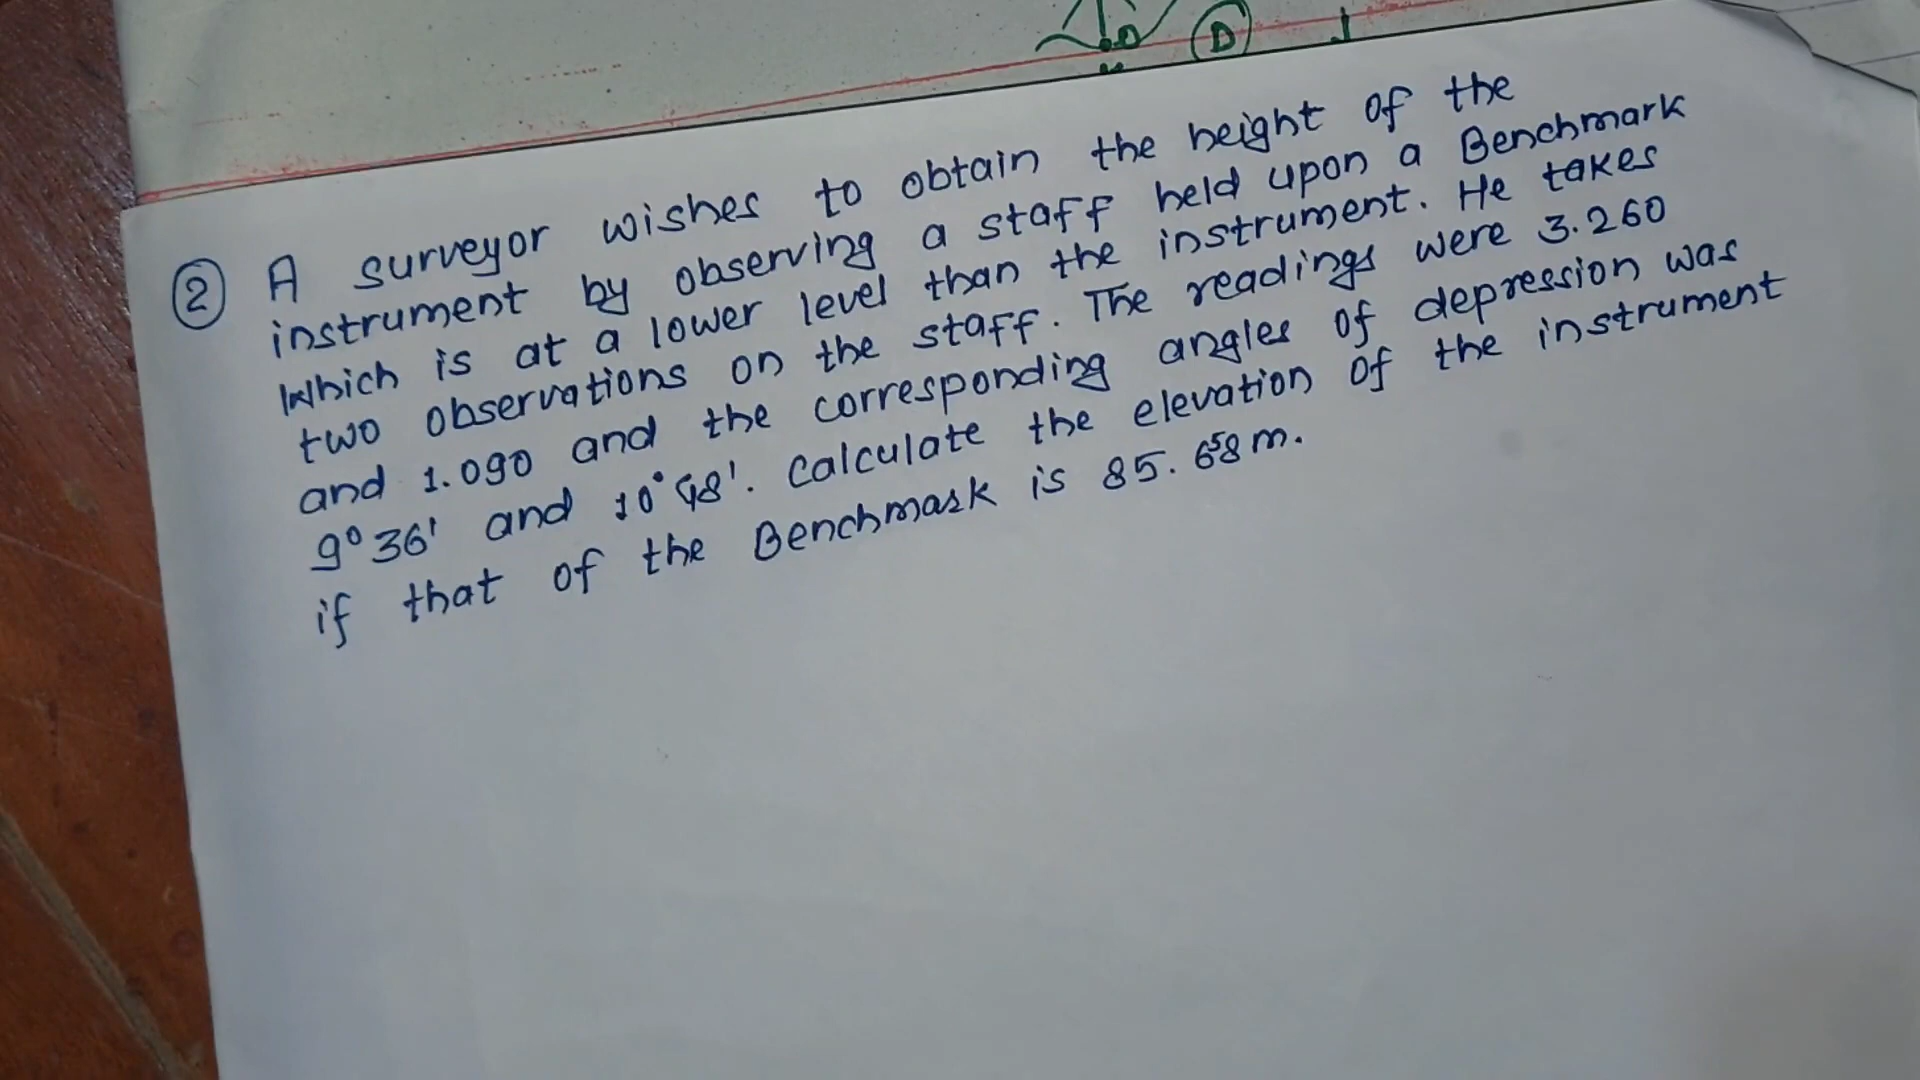 D
② A surveyor wishes to obtain the height of the
instrument by observing a staff held upon a Benchmark
which is at a lower level than the instrument. He takes
two observations on the staff. The readings were 3.260
and 1.090 and the corresponding angles of depression was
9° 36' and 10° 48'. Calculate the elevation of the instrument
if that of the Benchmark is 85. 658 m.